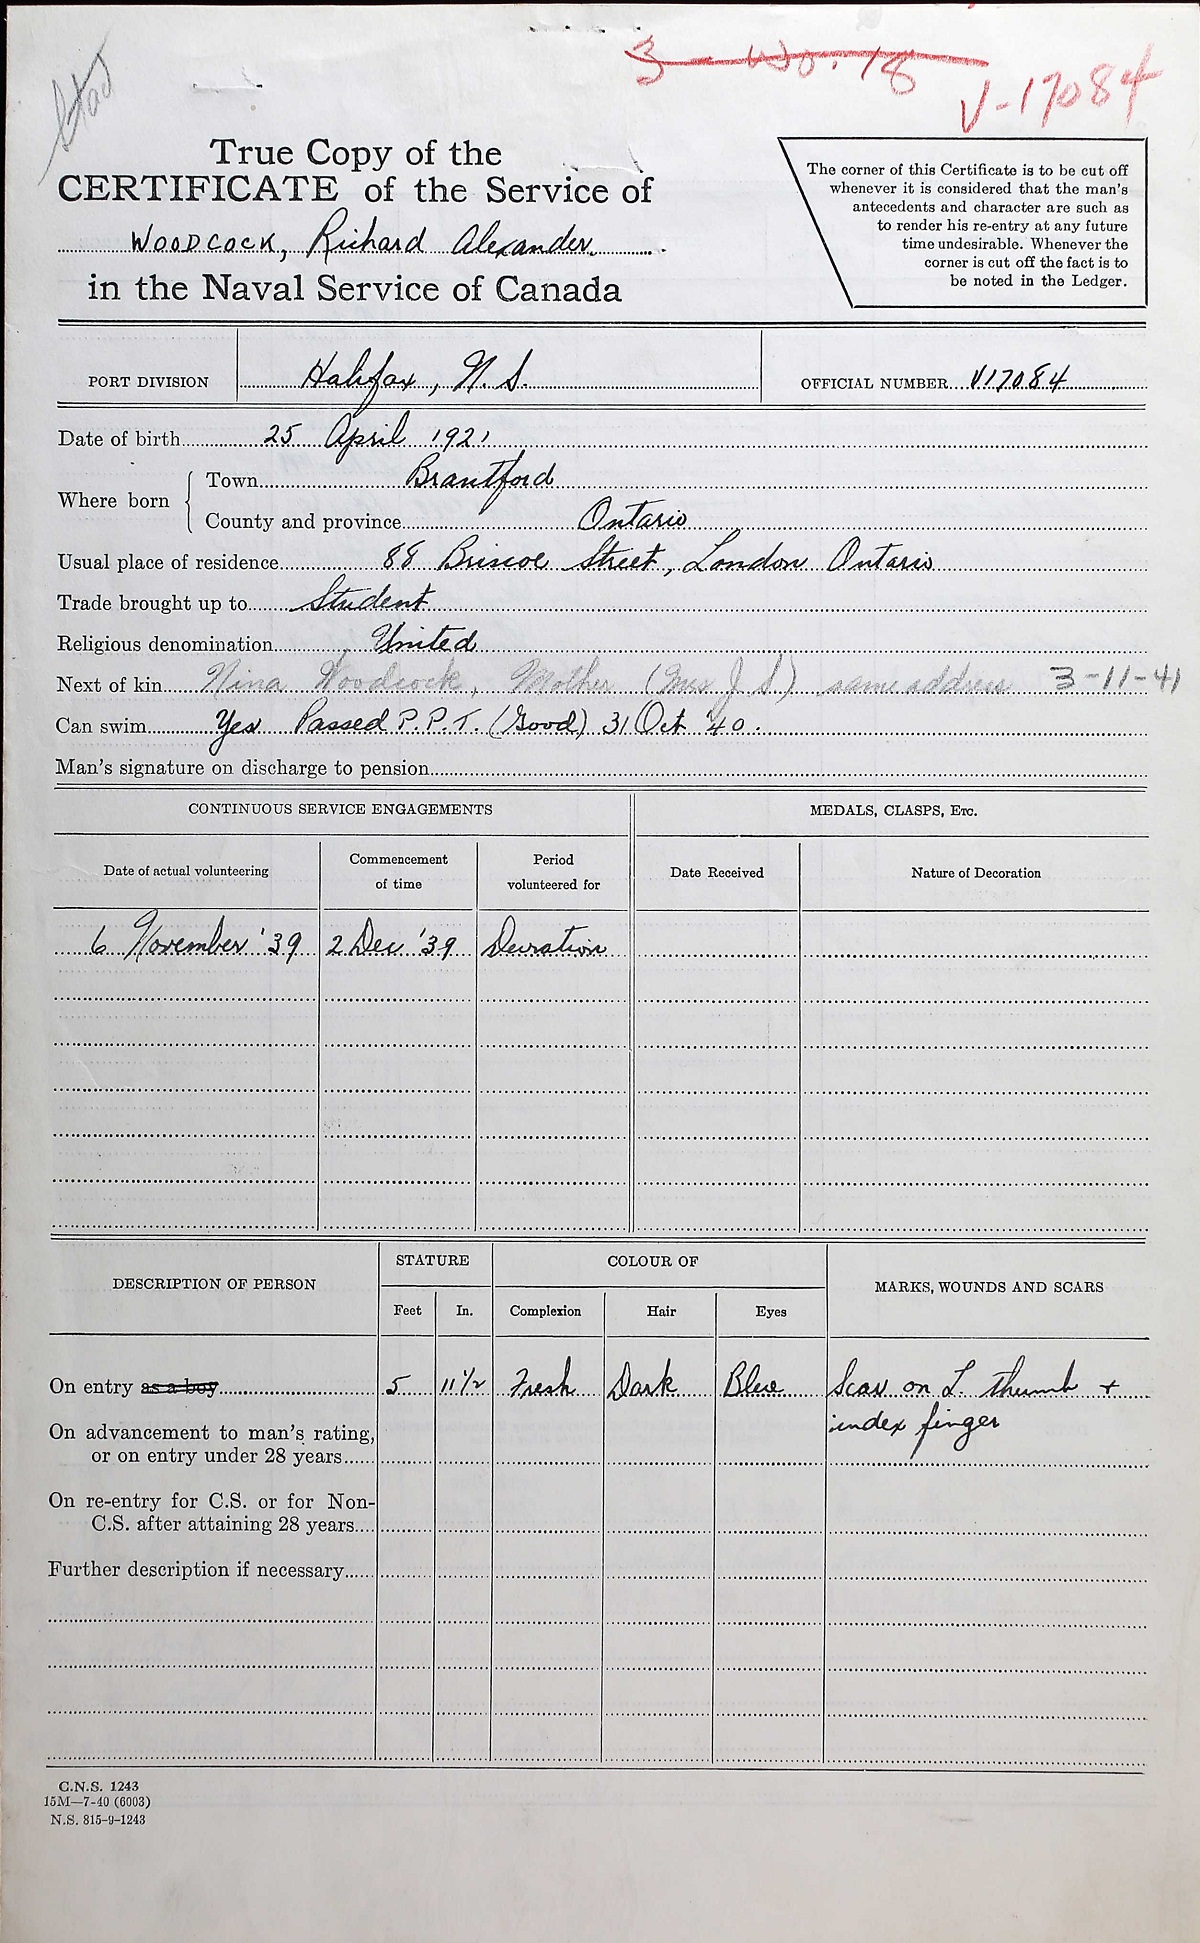 3-Wo. 18
V-17084
True Copy of the
CERTIFICATE of the Service of
WOODCOCK, Richard Alexander
in the Naval Service of Canada
The corner of this Certificate is to be cut off
whenever it is considered that the man's
antecedents and character are such as
to render his re-entry at any future
time undesirable. Whenever the
corner is cut off the fact is to
be noted in the Ledger.
PORT DIVISION Halifax, N.S. OFFICIAL NUMBER V17084
Date of birth 25 April 1921
Where born
Town Brantford
County and province Ontario
Usual place of residence 88 Briscoe Street, London Ontario
Trade brought up to Student
Religious denomination United
Next of kin Nina Woodcock, Mother (Mrs J S) same address 3-11-41
Can swim Yes Passed P.P.T. (Good) 31 Oct '40.
Man's signature on discharge to pension
CONTINUOUS SERVICE ENGAGEMENTS MEDALS, CLASPS, ETC.
Date of actual volunteering Commencement of time Period volunteered for Date Received Nature of Decoration
6 November '39 2 Dec '39 Duration
DESCRIPTION OF PERSON STATURE COLOUR OF MARKS, WOUNDS AND SCARS
Feet In. Complexion Hair Eyes
On entry as a boy 5 11½ Fresh Dark Blue Scar on L. thumb +
index finger
On advancement to man's rating,
or on entry under 28 years
On re-entry for C.S. or for Non-
C.S. after attaining 28 years
Further description if necessary
C.N.S. 1243
15M—7-40 (6003)
N.S. 815-9-1243